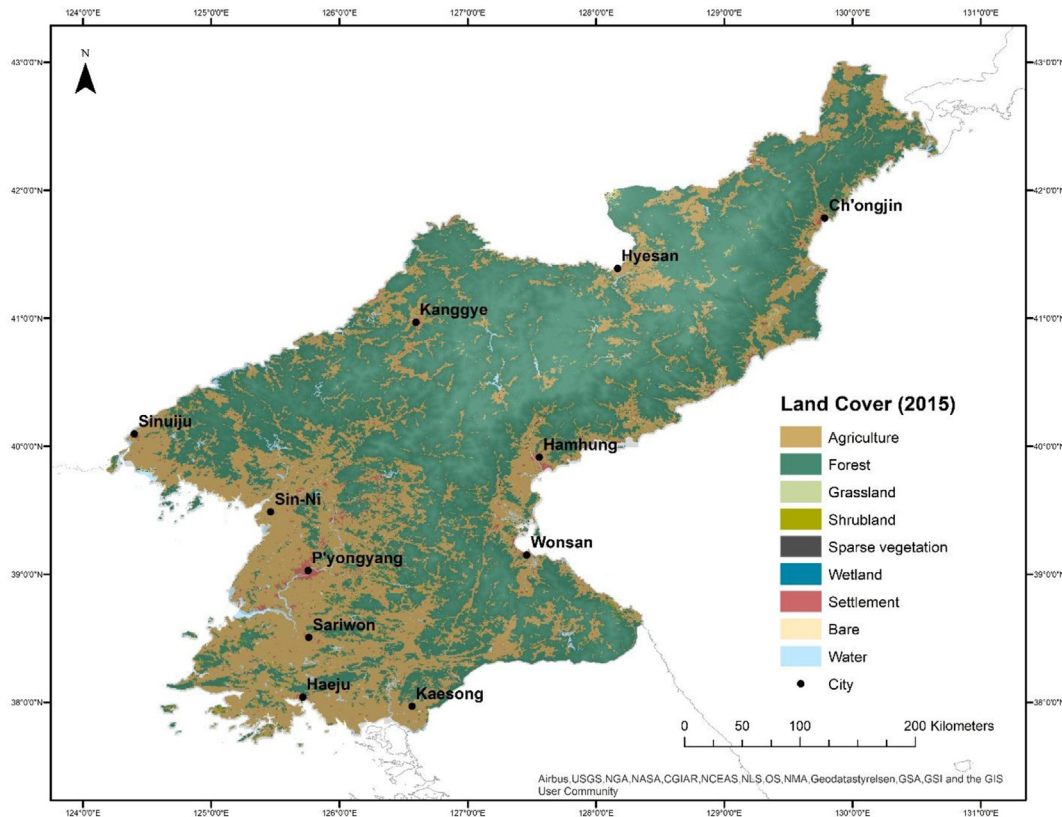 124°0'0"E 125°0'0"E 126°0'0"E 127°0'0"E 128°0'0"E 129°0'0"E 130°0'0"E 131°0'0"E
N
43°0'0"N 43°0'0"N
42°0'0"N 42°0'0"N
Ch'ongjin
Hyesan
41°0'0"N 41°0'0"N
Kanggye
Sinuiju
40°0'0"N 40°0'0"N
Hamhung
Sin-Ni
Wonsan
P'yongyang
39°0'0"N 39°0'0"N
Sariwon
Haeju
Kaesong
38°0'0"N 38°0'0"N
Land Cover (2015)
Agriculture
Forest
Grassland
Shrubland
Sparse vegetation
Wetland
Settlement
Bare
Water
City
0 50 100 200 Kilometers
Airbus,USGS,NGA,NASA,CGIAR,NCEAS,NLS,OS,NMA,Geodatastyrelsen,GSA,GSI and the GIS
User Community
124°0'0"E 125°0'0"E 126°0'0"E 127°0'0"E 128°0'0"E 129°0'0"E 130°0'0"E 131°0'0"E